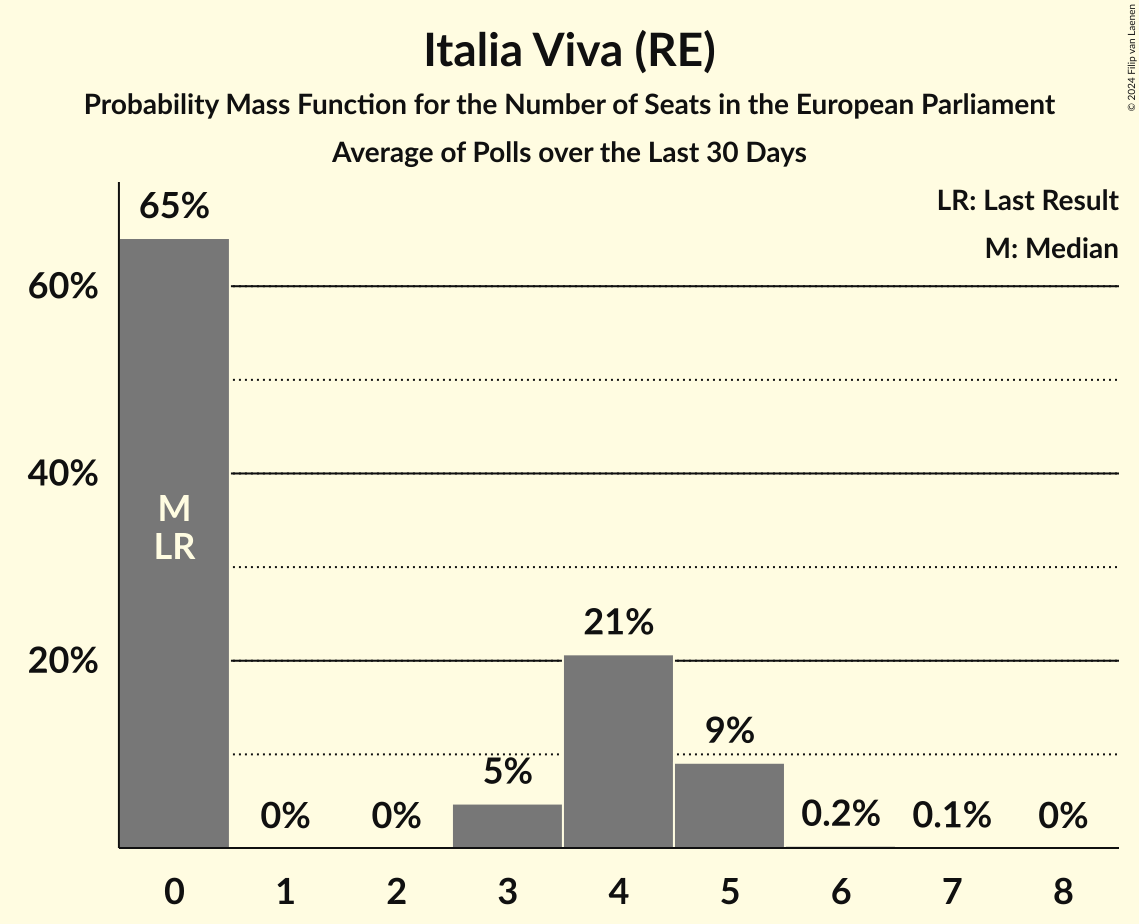 Italia Viva (RE)
Probability Mass Function for the Number of Seats in the European Parliament
Average of Polls over the Last 30 Days
© 2024 Filip van Laenen
LR: Last Result
M: Median
65%
60%
40%
20%
M
LR
0%
0%
5%
21%
9%
0.2%
0.1%
0%
0 1 2 3 4 5 6 7 8